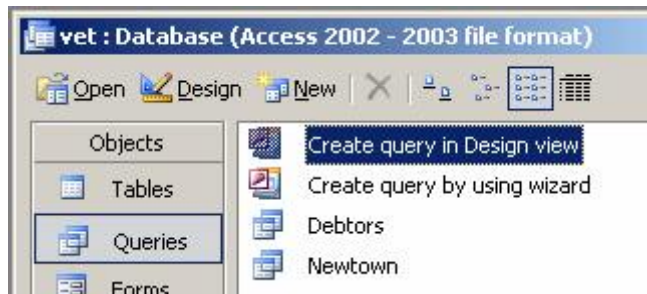 vet : Database (Access 2002 - 2003 file format)
Open Design New
Objects
Tables
Queries
Forms
Create query in Design view
Create query by using wizard
Debtors
Newtown